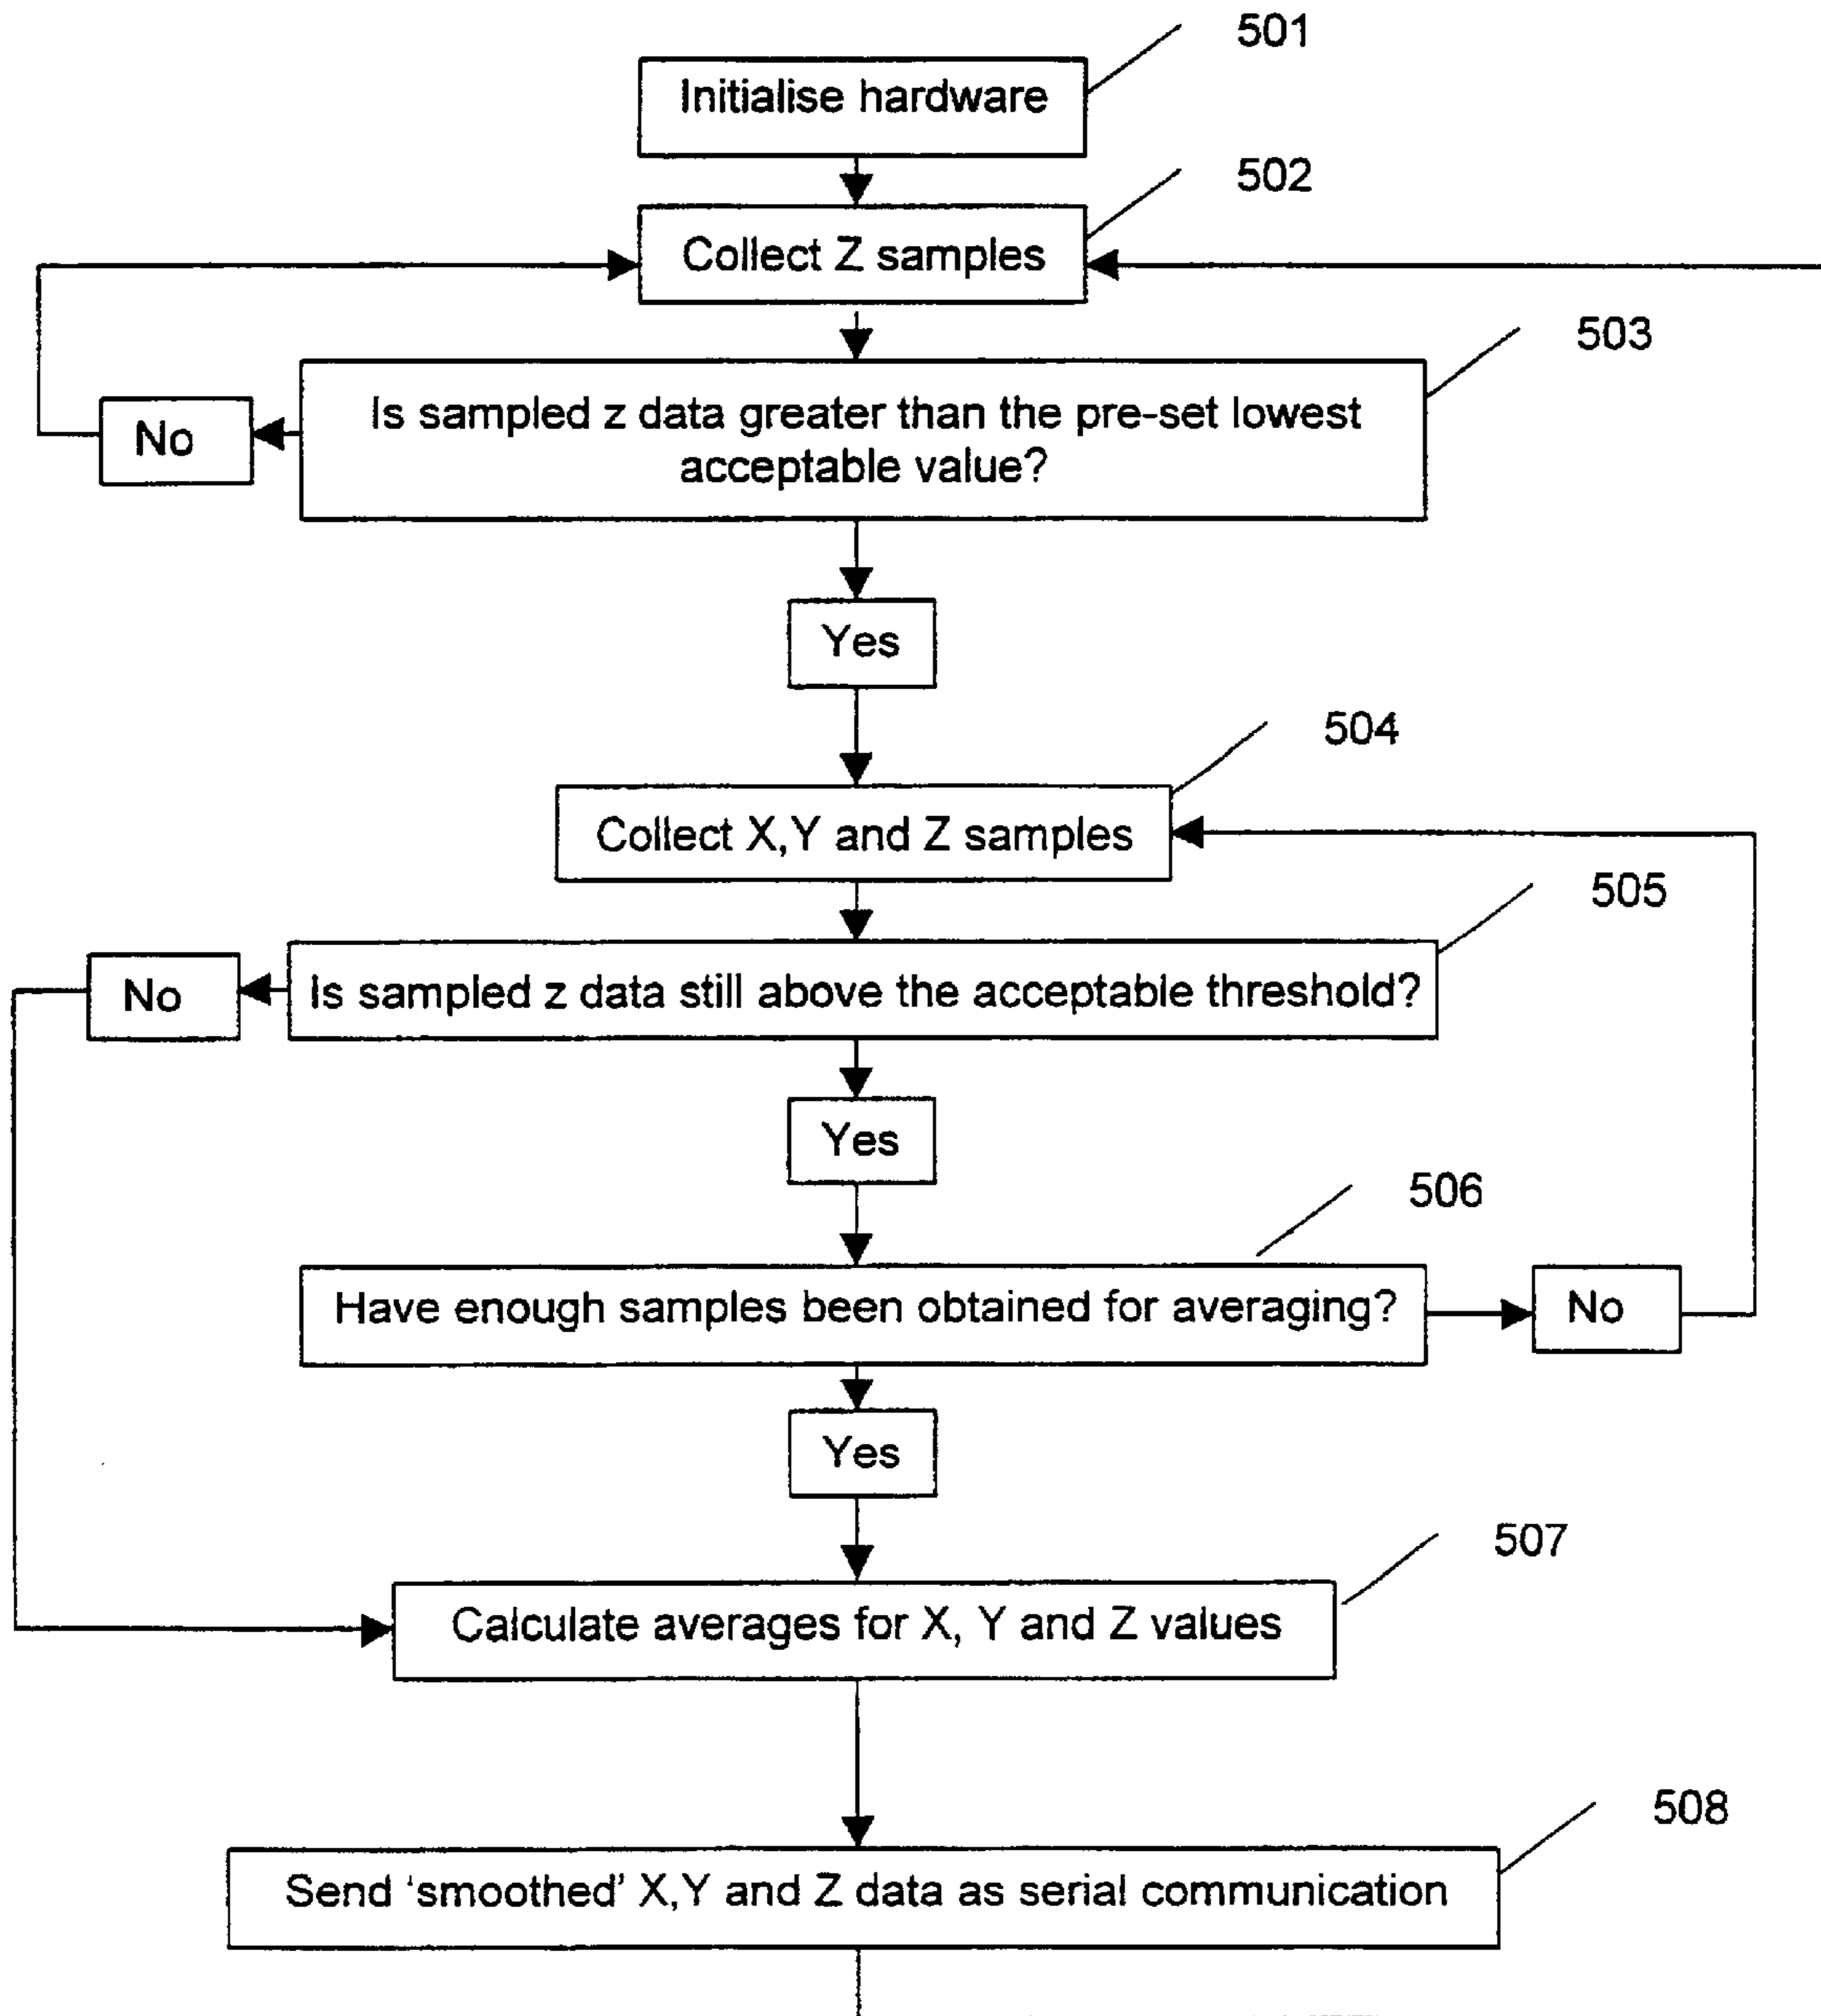 501
Initialise hardware
502
Collect Z samples
503
Is sampled z data greater than the pre-set lowest
acceptable value?
No
Yes
504
Collect X,Y and Z samples
505
Is sampled z data still above the acceptable threshold?
No
Yes
506
Have enough samples been obtained for averaging?
No
Yes
507
Calculate averages for X, Y and Z values
508
Send ‘smoothed’ X,Y and Z data as serial communication